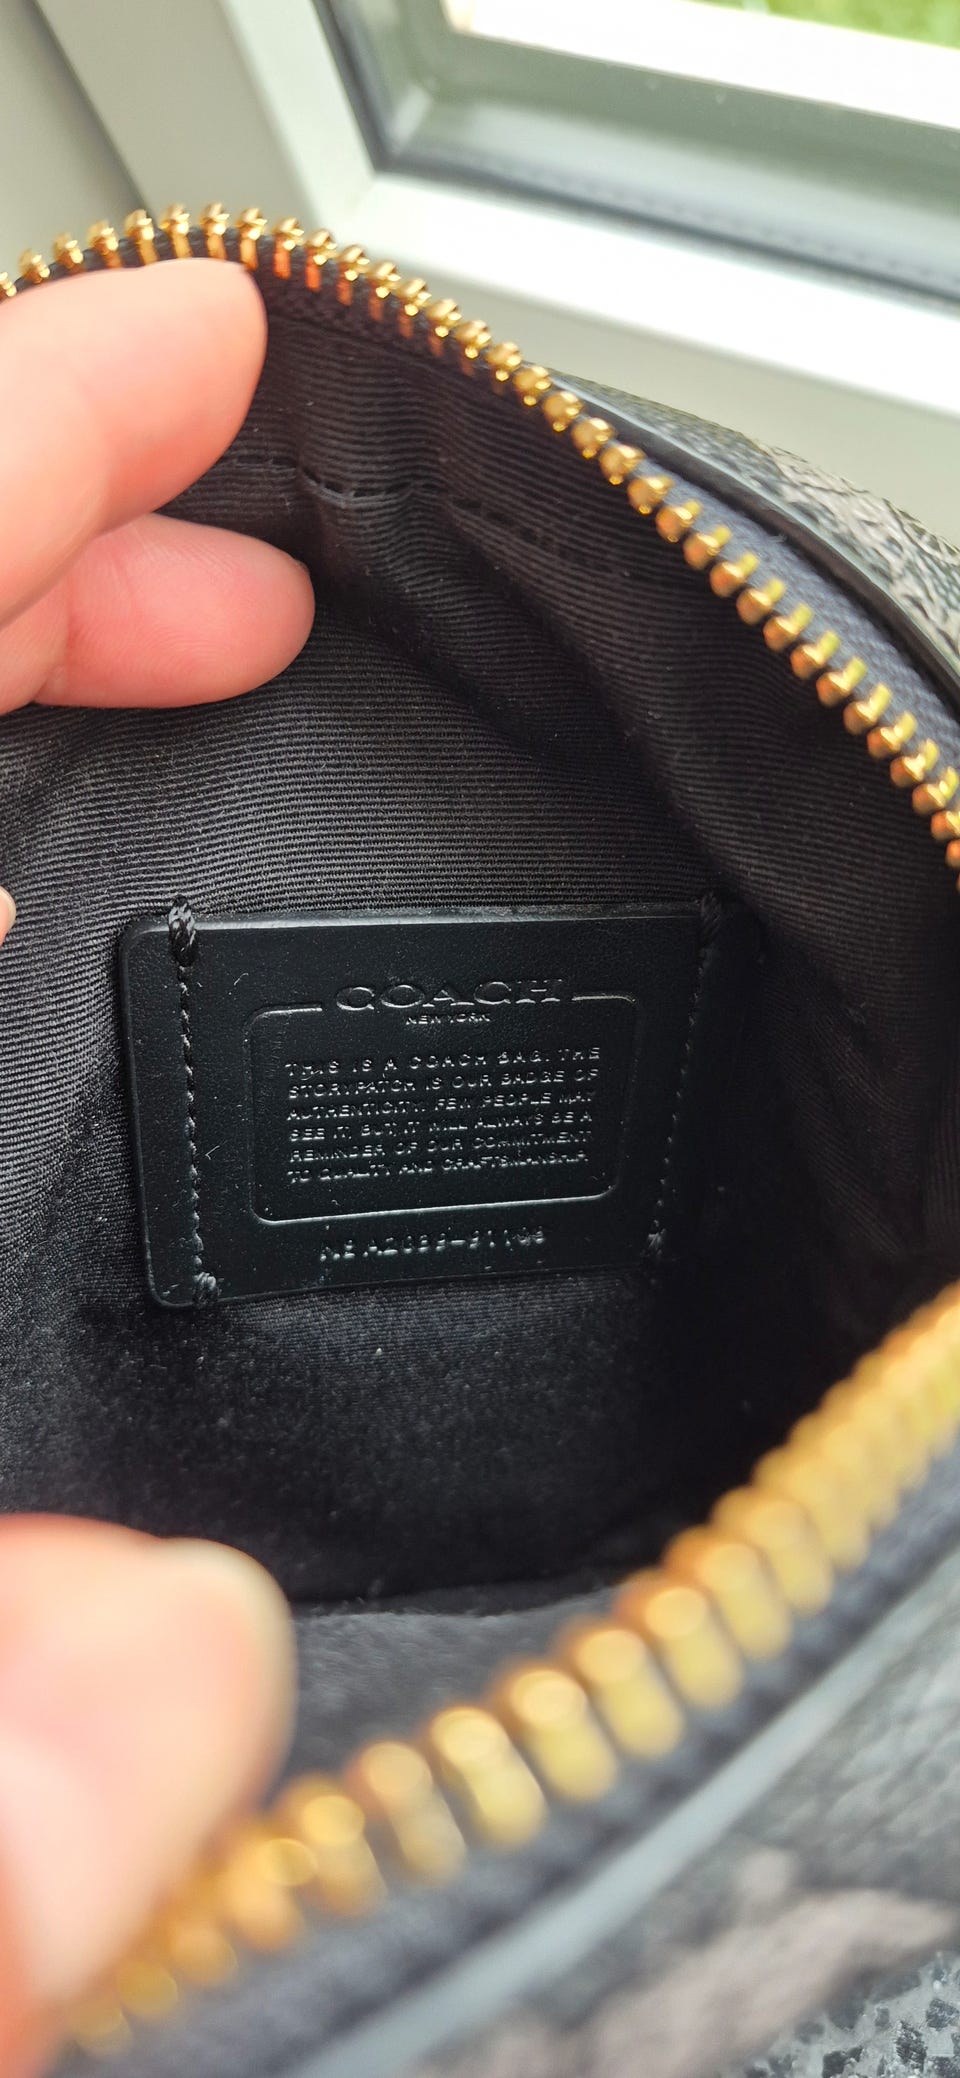 COACH
NEW YORK
THIS IS A COACH BAG. THE
STORYPATCH IS OUR BADGE OF
AUTHENTICITY. FEW PEOPLE MAY
SEE IT, BUT IT WILL ALWAYS BE A
REMINDER OF OUR COMMITMENT
TO QUALITY AND CRAFTSMANSHIP.